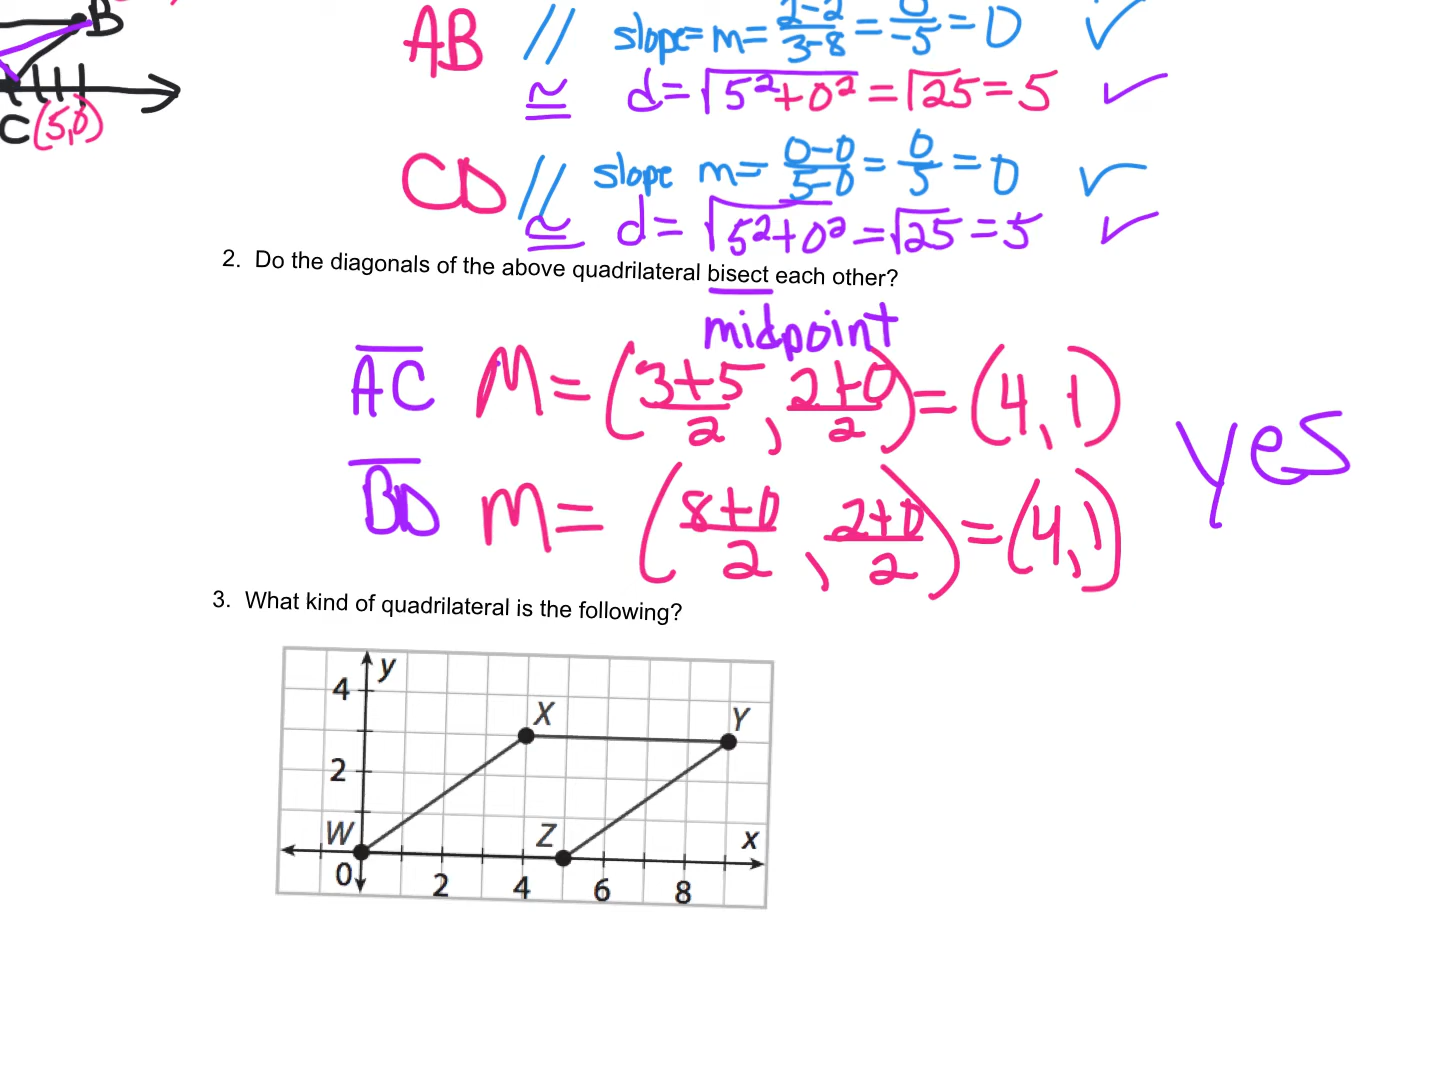 B
C(5,0)
AB // slope= m= 2-2/3-8 = 0/-5 = 0 ✓
≅ d=√5²+0² =√25=5 ✓
CD // slope m= 0-0/5-0 = 0/5 = 0 ✓
≅ d= √5²+0² =√25 =5 ✓
2. Do the diagonals of the above quadrilateral bisect each other?
midpoint
AC M= (3+5/2, 2+0/2) = (4,1)
yes
BD m= (8+0/2, 2+0/2) =(4,1)
3. What kind of quadrilateral is the following?
y
4
X Y
2
W Z x
0 2 4 6 8